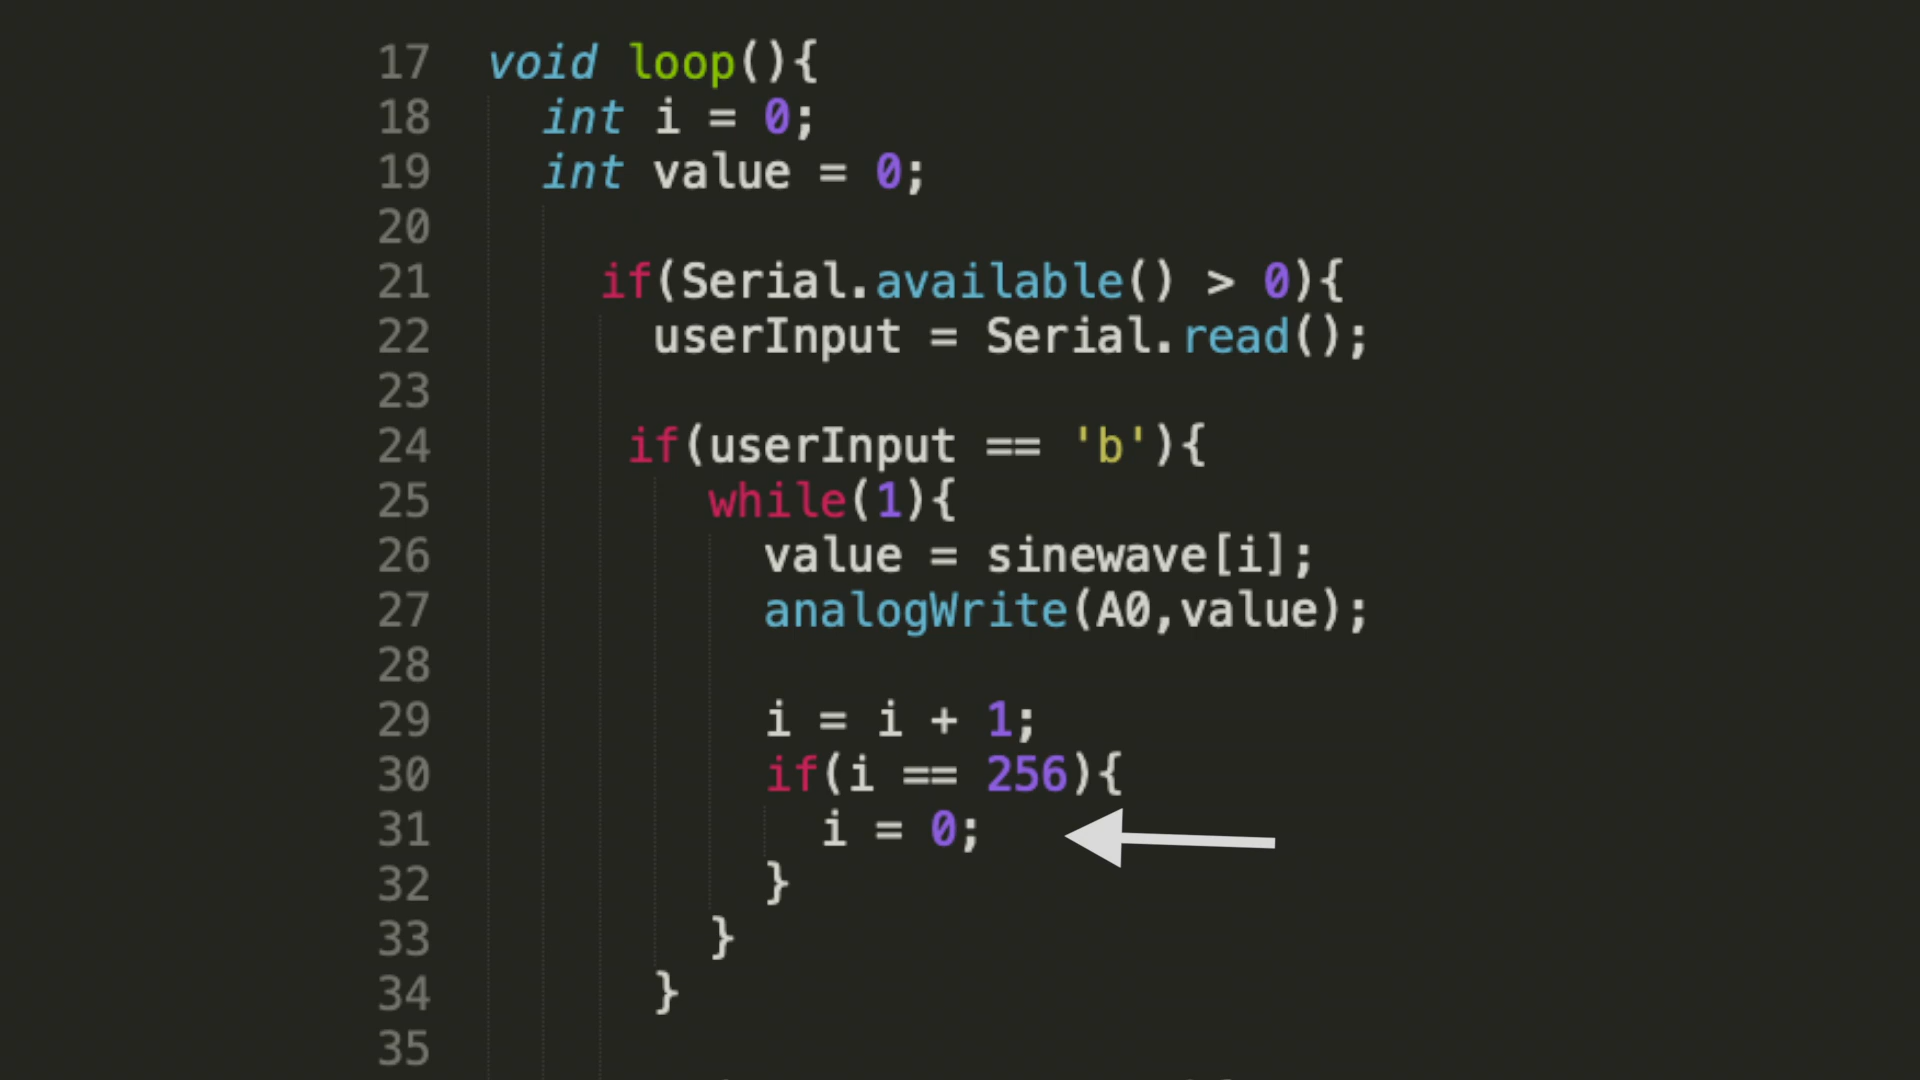 17 void loop(){
18 int i = 0;
19 int value = 0;
20
21 if(Serial.available() > 0){
22 userInput = Serial.read();
23
24 if(userInput == 'b'){
25 while(1){
26 value = sinewave[i];
27 analogWrite(A0,value);
28
29 i = i + 1;
30 if(i == 256){
31 i = 0;
32 }
33 }
34 }
35